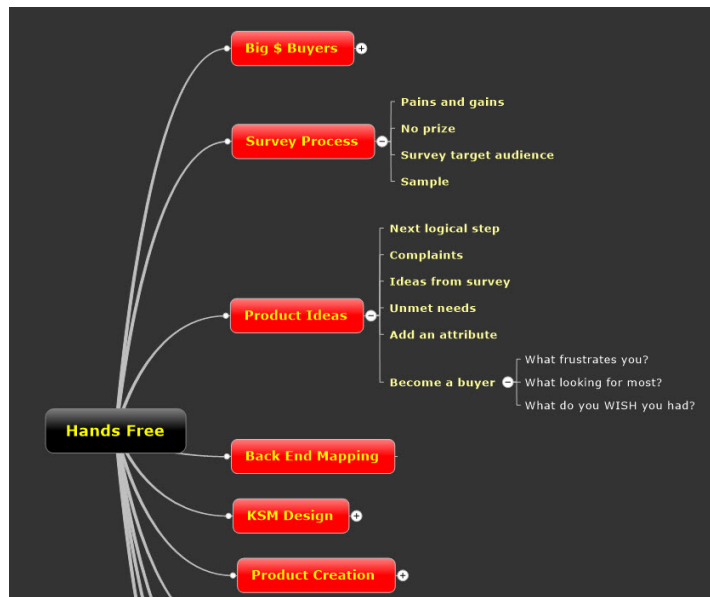 Big $ Buyers
Survey Process
Pains and gains
No prize
Survey target audience
Sample
Product Ideas
Next logical step
Complaints
Ideas from survey
Unmet needs
Add an attribute
Become a buyer
What frustrates you?
What looking for most?
What do you WISH you had?
Hands Free
Back End Mapping
KSM Design
Product Creation